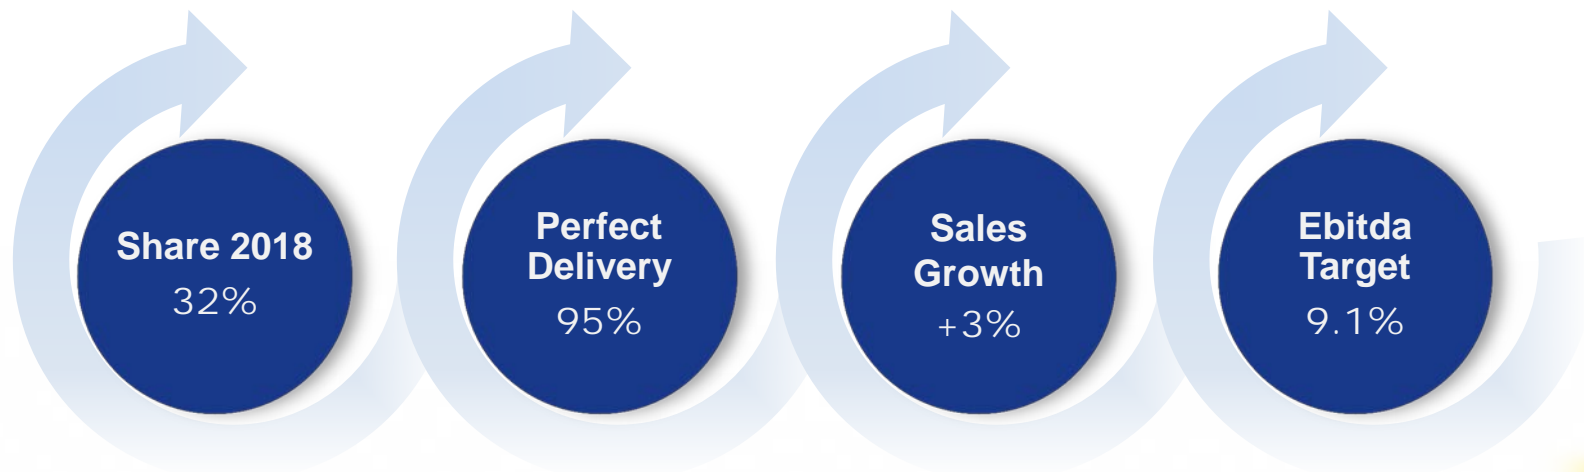 Share 2018
32%
Perfect
Delivery
95%
Sales
Growth
+3%
Ebitda
Target
9.1%